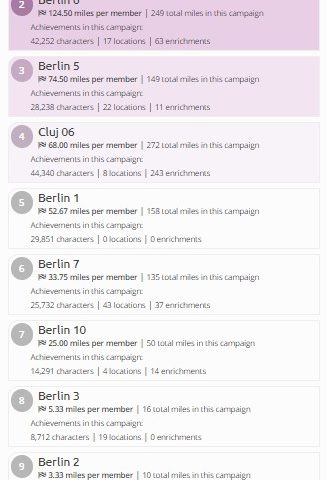 2
Berlin 6
124.50 miles per member | 249 total miles in this campaign
Achievements in this campaign:
42,252 characters | 17 locations | 63 enrichments
3
Berlin 5
74.50 miles per member | 149 total miles in this campaign
Achievements in this campaign:
28,238 characters | 22 locations | 11 enrichments
4
Cluj 06
68.00 miles per member | 272 total miles in this campaign
Achievements in this campaign:
44,340 characters | 8 locations | 243 enrichments
5
Berlin 1
52.67 miles per member | 158 total miles in this campaign
Achievements in this campaign:
29,851 characters | 0 locations | 0 enrichments
6
Berlin 7
33.75 miles per member | 135 total miles in this campaign
Achievements in this campaign:
25,732 characters | 43 locations | 37 enrichments
7
Berlin 10
25.00 miles per member | 50 total miles in this campaign
Achievements in this campaign:
14,291 characters | 4 locations | 14 enrichments
8
Berlin 3
5.33 miles per member | 16 total miles in this campaign
Achievements in this campaign:
8,712 characters | 19 locations | 0 enrichments
9
Berlin 2
3.33 miles per member | 10 total miles in this campaign